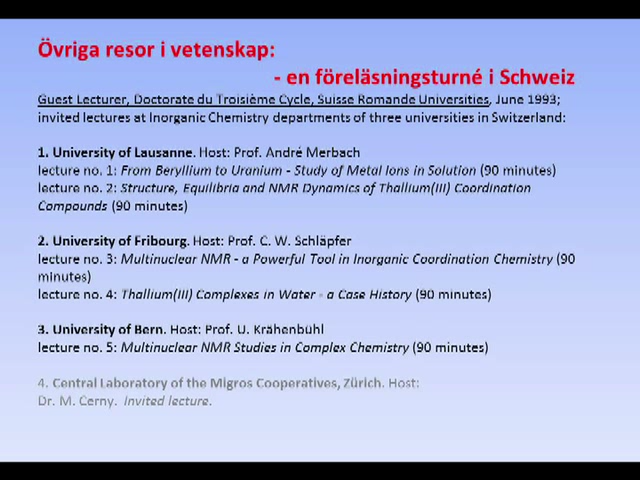 Övriga resor i vetenskap:
- en föreläsningsturné i Schweiz
Guest Lecturer, Doctorate du Troisième Cycle, Suisse Romande Universities, June 1993;
invited lectures at Inorganic Chemistry departments of three universities in Switzerland:
1. University of Lausanne. Host: Prof. André Merbach
lecture no. 1: From Beryllium to Uranium - Study of Metal Ions in Solution (90 minutes)
lecture no. 2: Structure, Equilibria and NMR Dynamics of Thallium(III) Coordination
Compounds (90 minutes)
2. University of Fribourg. Host: Prof. C. W. Schläpfer
lecture no. 3: Multinuclear NMR - a Powerful Tool in Inorganic Coordination Chemistry (90
minutes)
lecture no. 4: Thallium(III) Complexes in Water - a Case History (90 minutes)
3. University of Bern. Host: Prof. U. Krähenbühl
lecture no. 5: Multinuclear NMR Studies in Complex Chemistry (90 minutes)
4. Central Laboratory of the Migros Cooperatives, Zürich. Host:
Dr. M. Cerny. Invited lecture.